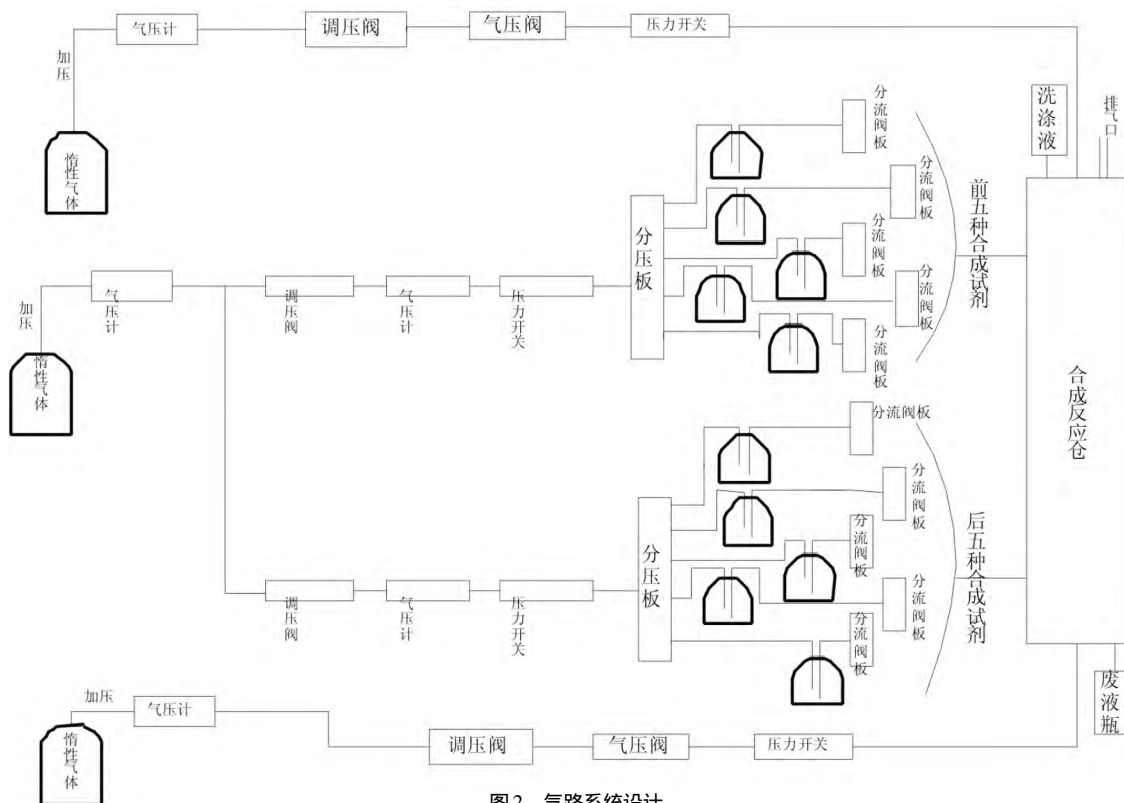 气压计
调压阀
气压阀
压力开关
加压
惰性气体
洗涤液
排气口
分流阀板
分流阀板
分流阀板
分流阀板
分流阀板
前五种合成试剂
分压板
加压
气压计
惰性气体
调压阀
气压计
压力开关
合成反应仓
分流阀板
分流阀板
分流阀板
分流阀板
分流阀板
后五种合成试剂
分压板
调压阀
气压计
压力开关
加压
气压计
惰性气体
调压阀
气压阀
压力开关
废液瓶
图2 气路系统设计